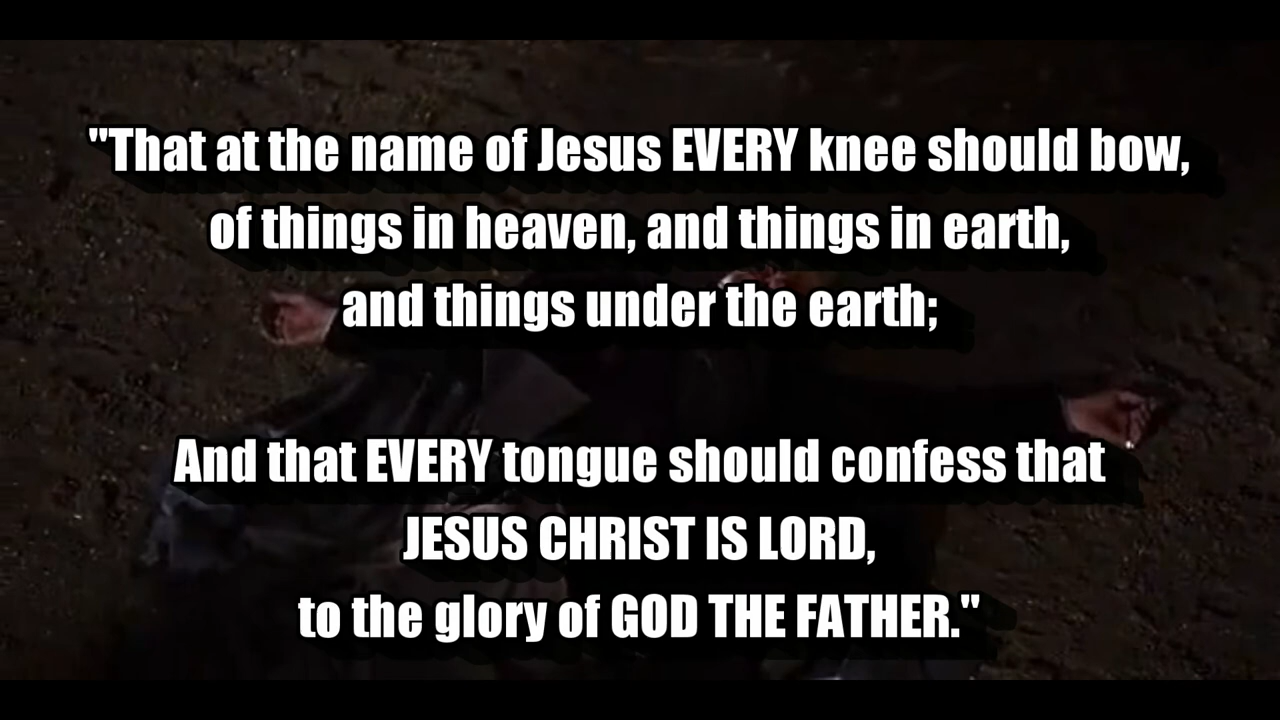 "That at the name of Jesus EVERY knee should bow,
of things in heaven, and things in earth,
and things under the earth;
And that EVERY tongue should confess that
JESUS CHRIST IS LORD,
to the glory of GOD THE FATHER."